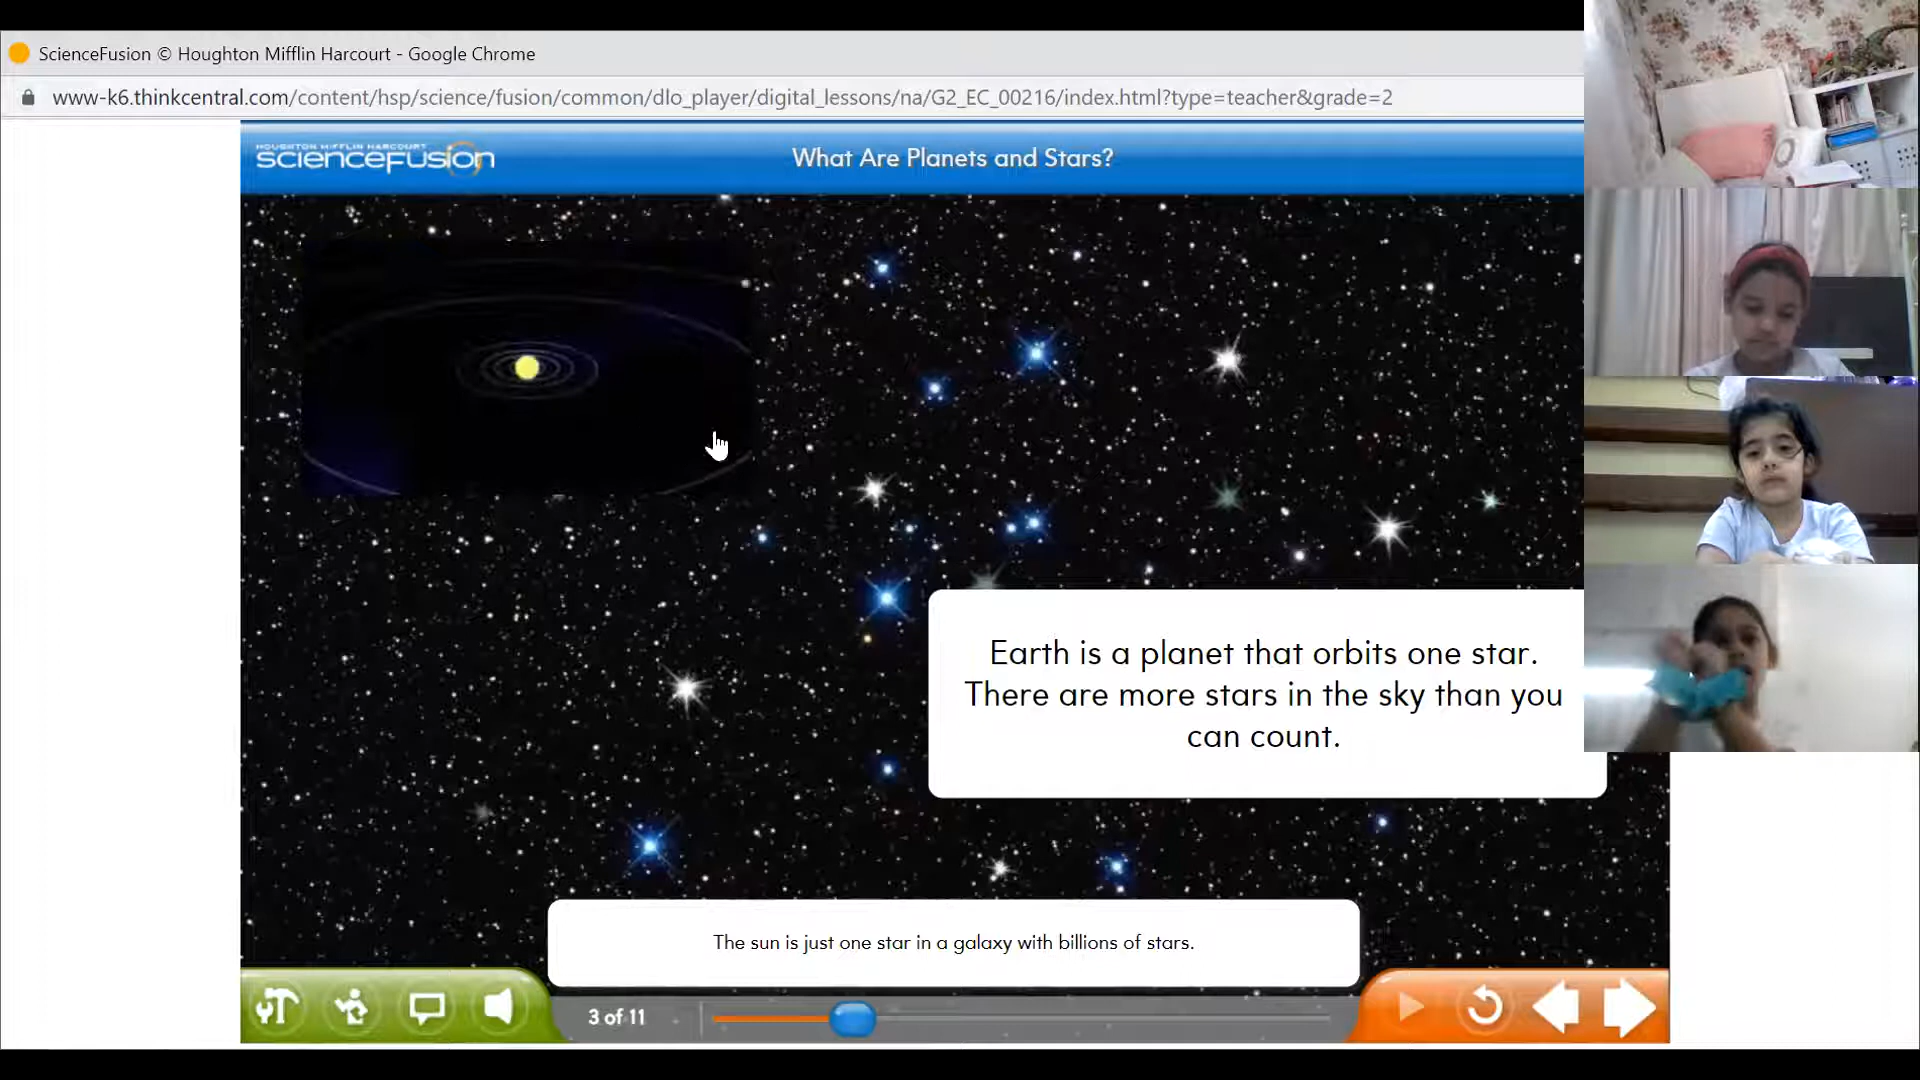 ScienceFusion © Houghton Mifflin Harcourt - Google Chrome
www-k6.thinkcentral.com/content/hsp/science/fusion/common/dlo_player/digital_lessons/na/G2_EC_00216/index.html?type=teacher&grade=2
HOUGHTON MIFFLIN HARCOURT
scienceFusion
What Are Planets and Stars?
Earth is a planet that orbits one star.
There are more stars in the sky than you
can count.
The sun is just one star in a galaxy with billions of stars.
3 of 11